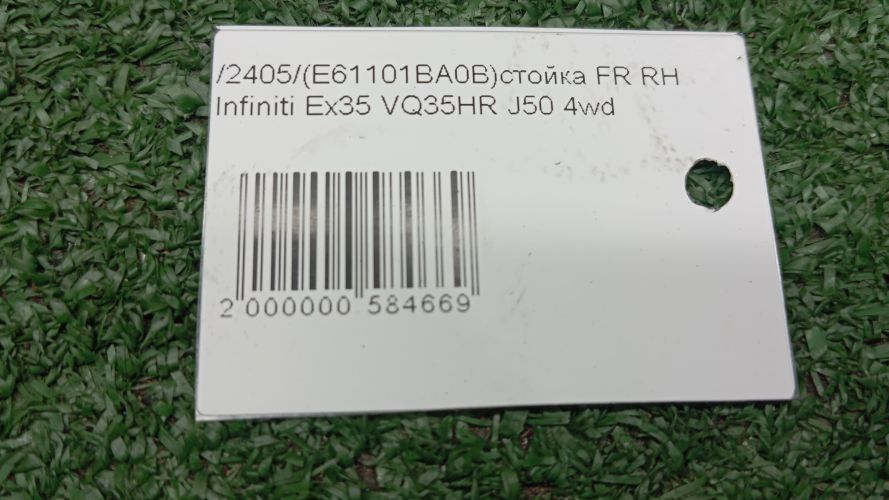 /2405/(E61101BA0B)стойка FR RH
Infiniti Ex35 VQ35HR J50 4wd
2 000000 584669